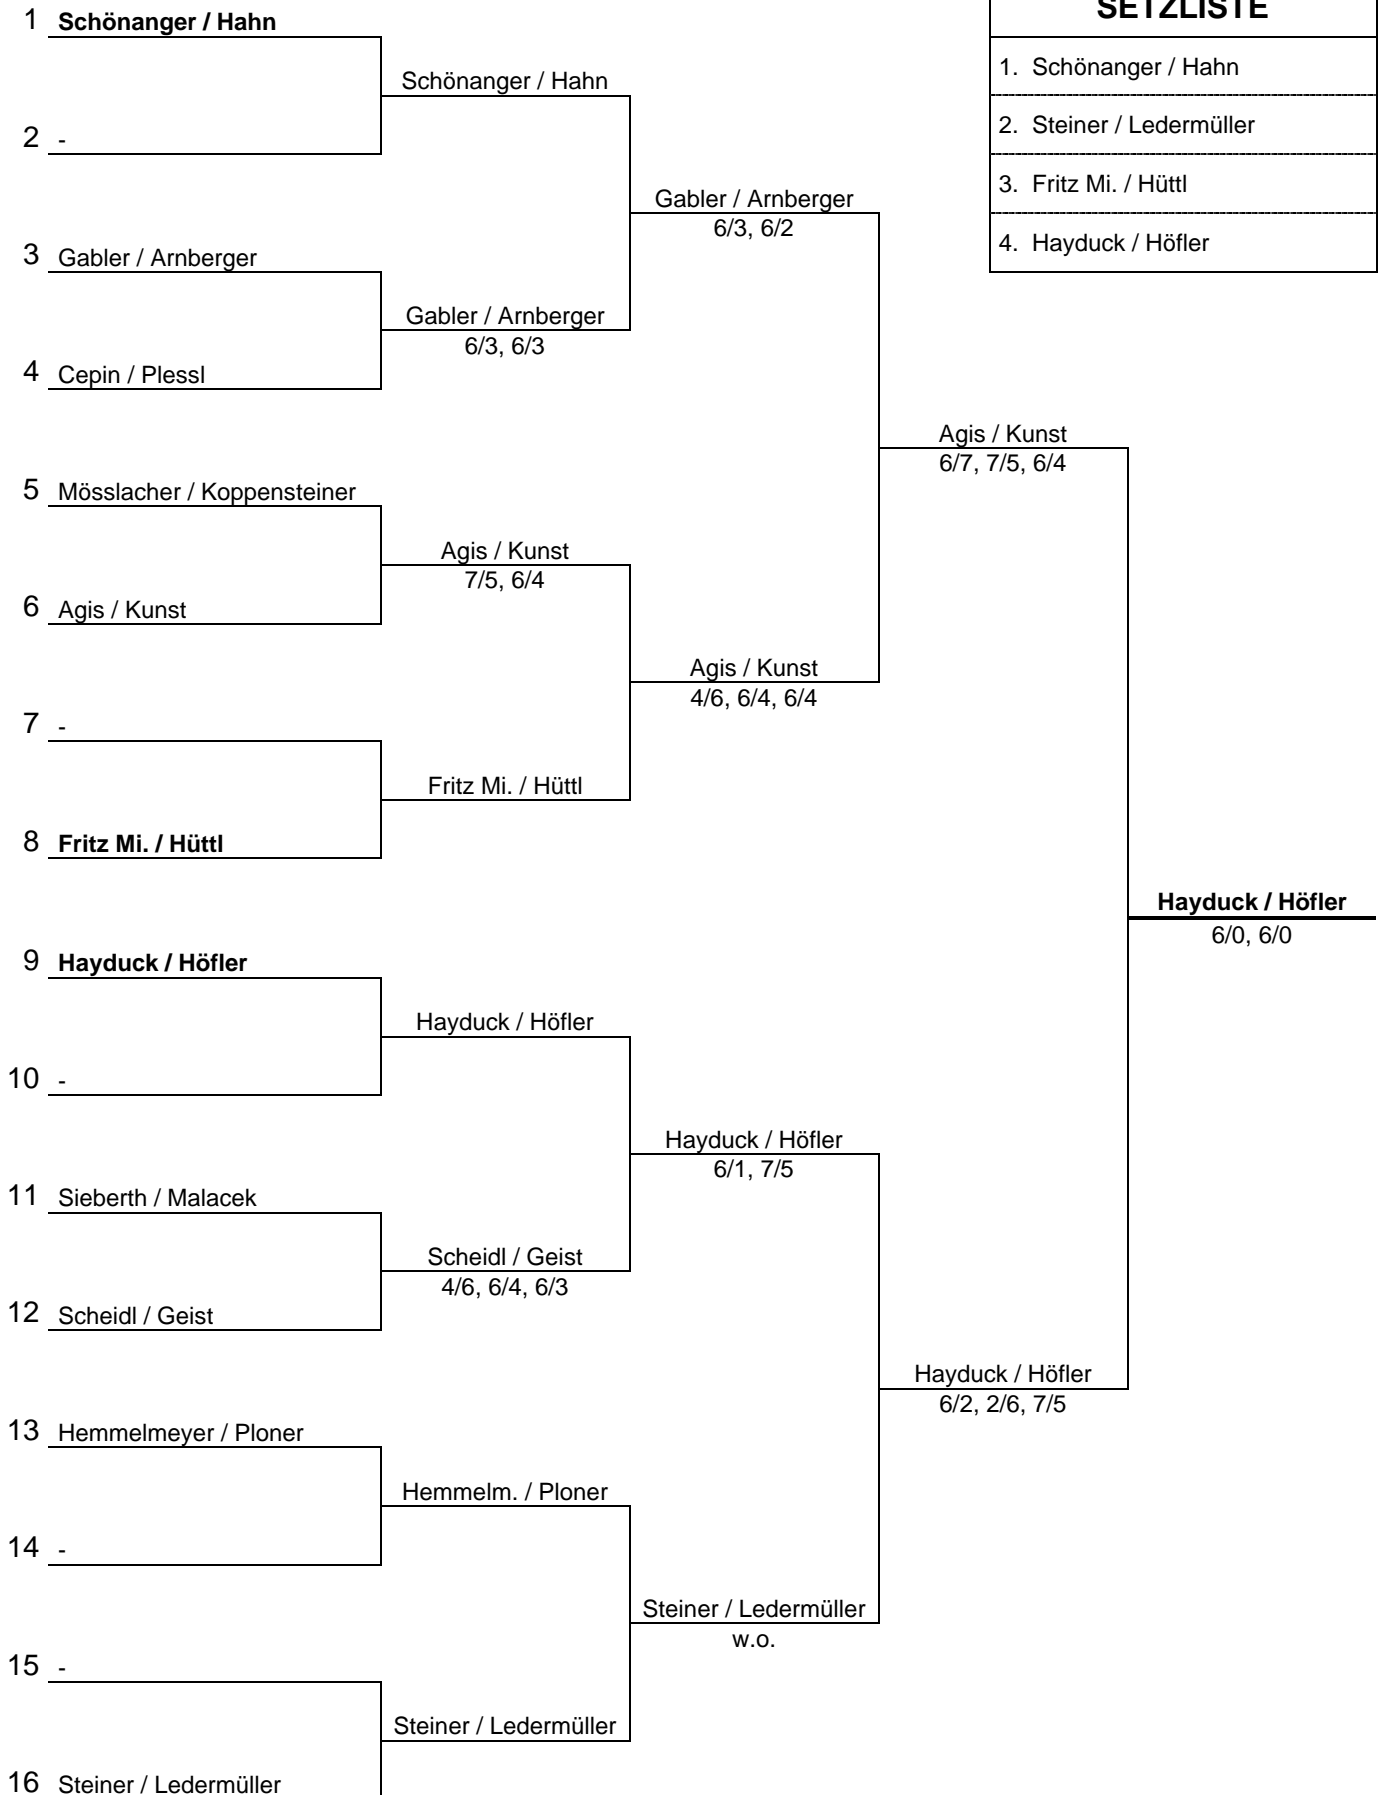 SETZLISTE
1. Schönanger / Hahn
2. Steiner / Ledermüller
3. Fritz Mi. / Hüttl
4. Hayduck / Höfler
1 Schönanger / Hahn
2 -
3 Gabler / Arnberger
4 Cepin / Plessl
5 Mösslacher / Koppensteiner
6 Agis / Kunst
7 -
8 Fritz Mi. / Hüttl
9 Hayduck / Höfler
10 -
11 Sieberth / Malacek
12 Scheidl / Geist
13 Hemmelmeyer / Ploner
14 -
15 -
16 Steiner / Ledermüller
Schönanger / Hahn
Gabler / Arnberger
6/3, 6/3
Agis / Kunst
7/5, 6/4
Fritz Mi. / Hüttl
Hayduck / Höfler
Scheidl / Geist
4/6, 6/4, 6/3
Hemmelm. / Ploner
Steiner / Ledermüller
Gabler / Arnberger
6/3, 6/2
Agis / Kunst
4/6, 6/4, 6/4
Hayduck / Höfler
6/1, 7/5
Steiner / Ledermüller
w.o.
Agis / Kunst
6/7, 7/5, 6/4
Hayduck / Höfler
6/2, 2/6, 7/5
Hayduck / Höfler
6/0, 6/0